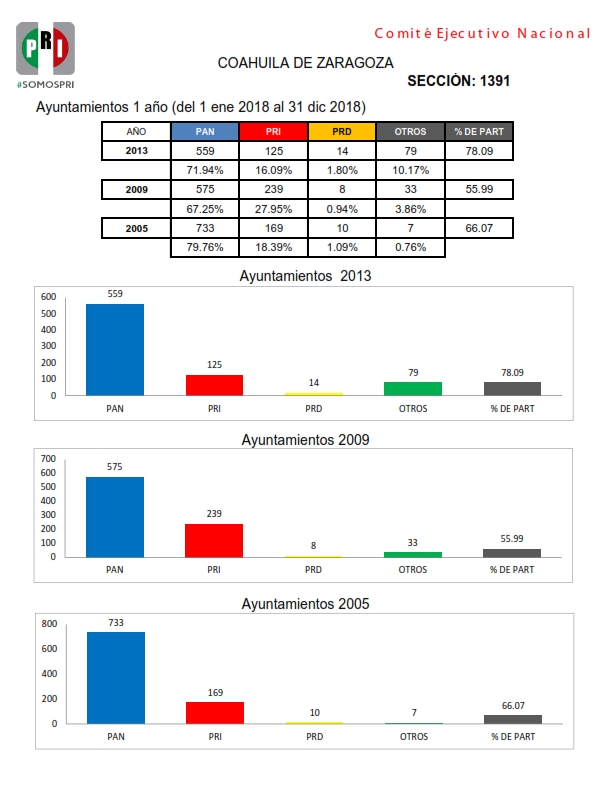 Comité Ejecutivo Nacional
PRI
#SOMOSPRI
COAHUILA DE ZARAGOZA
SECCIÓN: 1391
Ayuntamientos 1 año (del 1 ene 2018 al 31 dic 2018)
AÑO PAN PRI PRD OTROS % DE PART
2013 559 125 14 79 78.09
71.94% 16.09% 1.80% 10.17%
2009 575 239 8 33 55.99
67.25% 27.95% 0.94% 3.86%
2005 733 169 10 7 66.07
79.76% 18.39% 1.09% 0.76%
Ayuntamientos 2013
600
500
400
300
200
100
0
559 125 14 79 78.09
PAN PRI PRD OTROS % DE PART
Ayuntamientos 2009
700
600
500
400
300
200
100
0
575 239 8 33 55.99
PAN PRI PRD OTROS % DE PART
Ayuntamientos 2005
800
600
400
200
0
733 169 10 7 66.07
PAN PRI PRD OTROS % DE PART